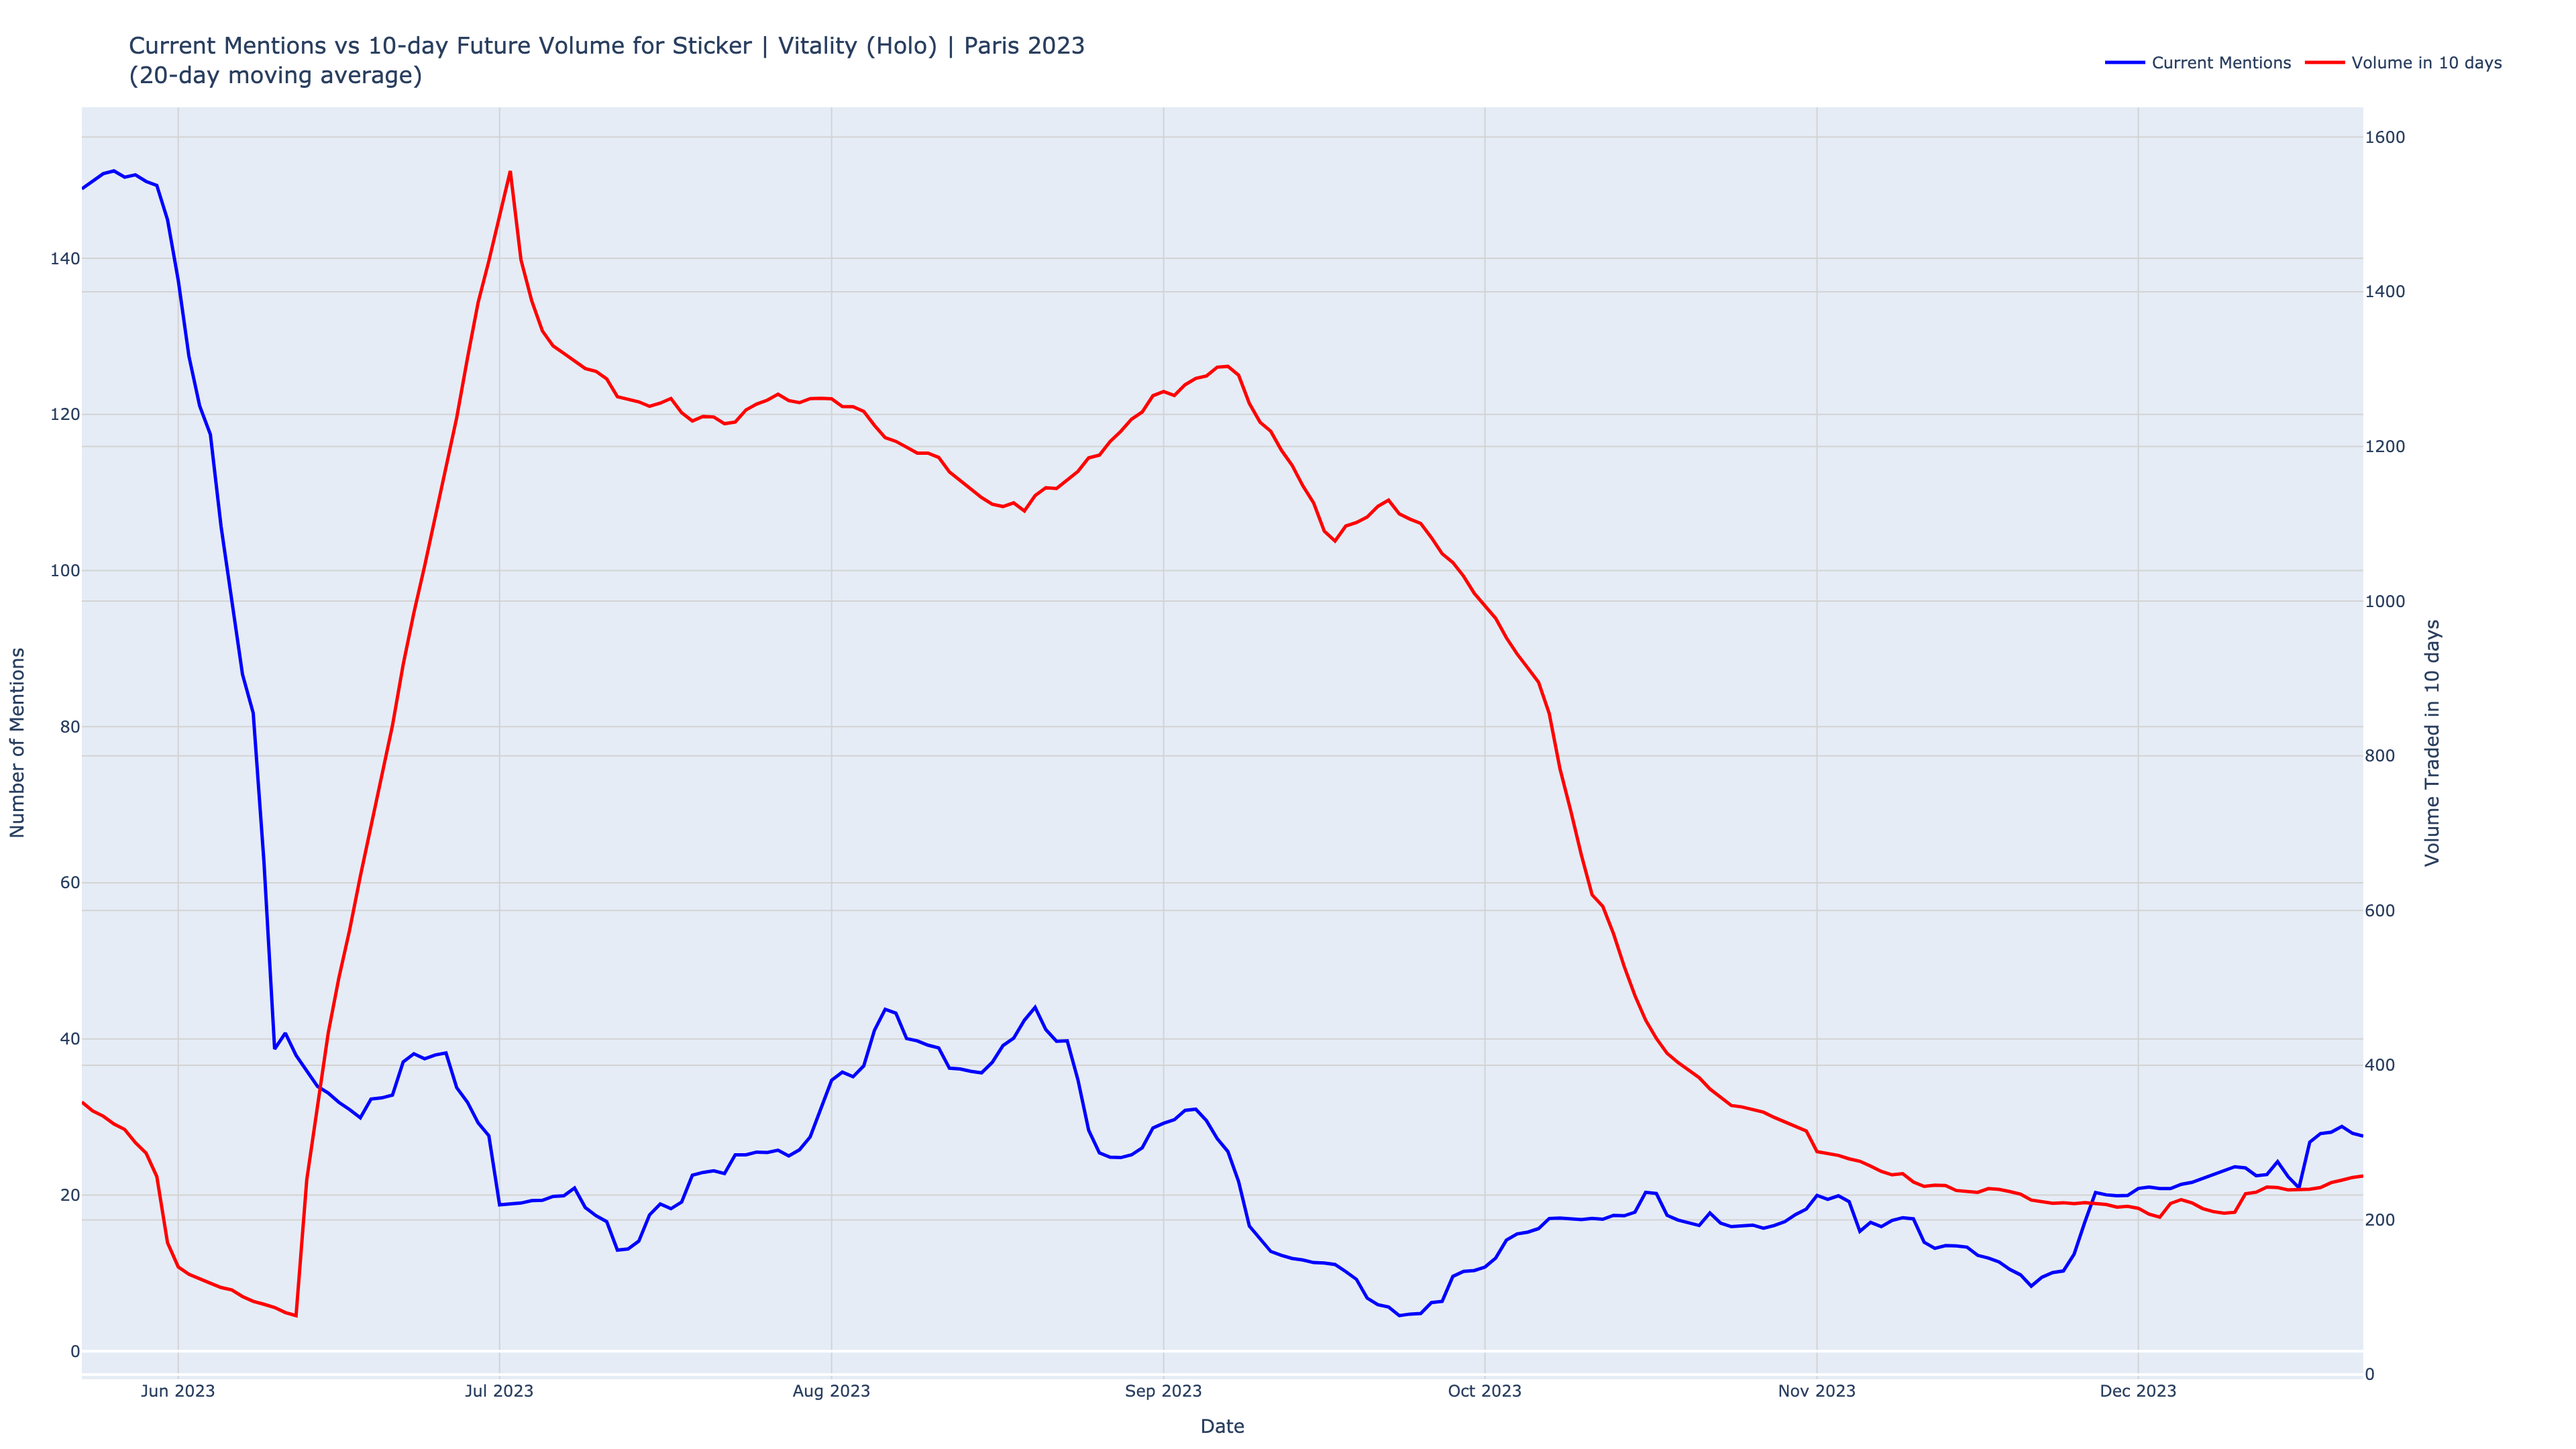 Current Mentions vs 10-day Future Volume for Sticker | Vitality (Holo) | Paris 2023
(20-day moving average)
Current Mentions
Volume in 10 days
Number of Mentions
140
120
100
80
60
40
20
0
1600
1400
1200
1000
800
600
400
200
0
Volume Traded in 10 days
Jun 2023
Jul 2023
Aug 2023
Sep 2023
Oct 2023
Nov 2023
Dec 2023
Date